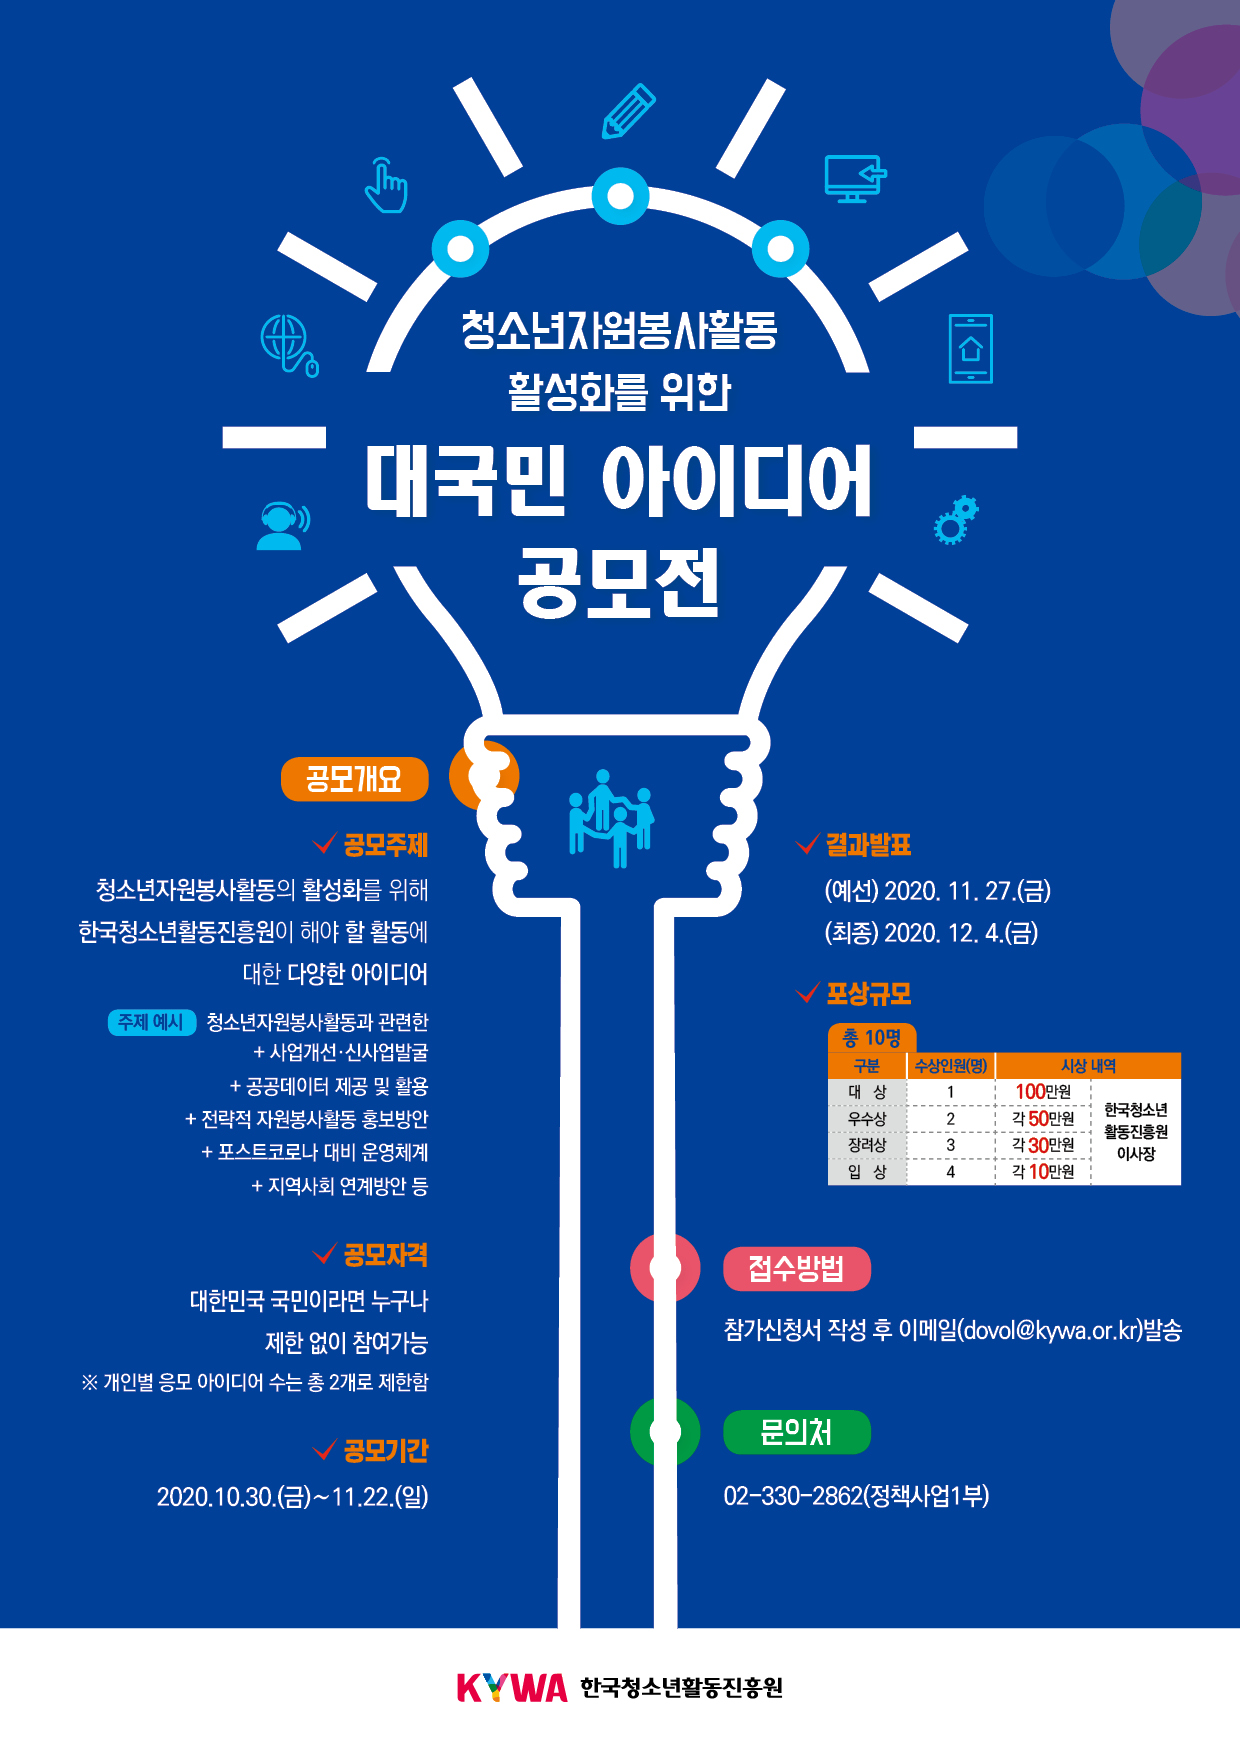 청소년자원봉사활동
활성화를 위한
대국민 아이디어
공모전
공모개요
공모주제
청소년자원봉사활동의 활성화를 위해
한국청소년활동진흥원이 해야 할 활동에
대한 다양한 아이디어
주제 예시 청소년자원봉사활동과 관련한
+ 사업개선·신사업발굴
+ 공공데이터 제공 및 활용
+ 전략적 자원봉사활동 홍보방안
+ 포스트코로나 대비 운영체계
+ 지역사회 연계방안 등
공모자격
대한민국 국민이라면 누구나
제한 없이 참여가능
※ 개인별 응모 아이디어 수는 총 2개로 제한함
공모기간
2020.10.30.(금)~11.22.(일)
결과발표
(예선) 2020. 11. 27.(금)
(최종) 2020. 12. 4.(금)
포상규모
총 10명
구분 수상인원(명) 시상 내역
대 상 1 100만원
우수상 2 각 50만원
장려상 3 각 30만원
입 상 4 각 10만원
한국청소년
활동진흥원
이사장
접수방법
참가신청서 작성 후 이메일(dovol@kywa.or.kr)발송
문의처
02-330-2862(정책사업1부)
KYWA 한국청소년활동진흥원